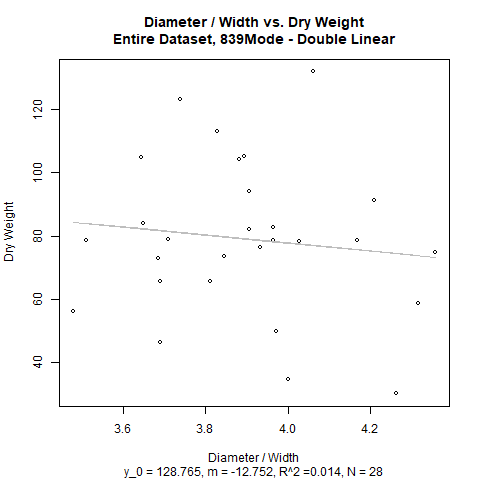 Diameter / Width vs. Dry Weight
Entire Dataset, 839Mode - Double Linear
120
100
80
60
40
Dry Weight
3.6
3.8
4.0
4.2
Diameter / Width
y_0 = 128.765, m = -12.752, R^2 =0.014, N = 28